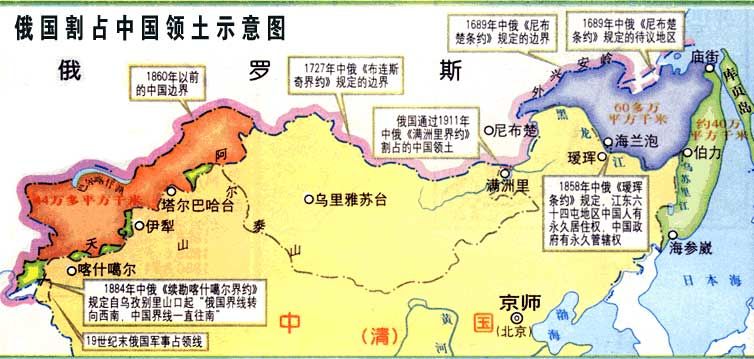 俄国割占中国领土示意图
俄 罗 斯
1689年中俄《尼布
楚条约》规定的边界
1689年中俄《尼布楚
条约》规定的待议地区
1860年以前
的中国边界
1727年中俄《布连斯
奇界约》规定的边界
外兴安岭
庙街
库页岛
俄国通过1911年
中俄《满洲里界约》
割占的中国领土
尼布楚
60多万
平方千米
约40万
平方千米
黑龙江
海兰泡
瑷珲
伯力
乌苏里江
满洲里
1858年中俄《瑷珲
条约》规定,江东六
十四屯地区中国人有
永久居住权,中国政
府有永久管辖权
海参崴
日本海
阿尔泰山
乌里雅苏台
塔尔巴哈台
44万多平方千米
伊犁
天山
喀什噶尔
1884年中俄《续勘喀什噶尔界约》
规定自乌孜别里山口起“俄国界线转
向西南,中国界线一直往南”
19世纪末俄国军事占领线
中(清)国
京师
(北京)
黄河
渤海